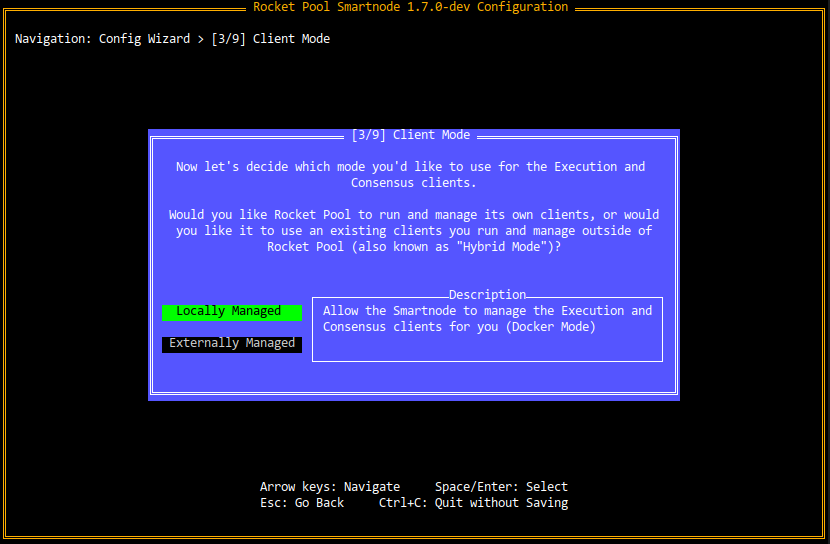 Rocket Pool Smartnode 1.7.0-dev Configuration
Navigation: Config Wizard > [3/9] Client Mode
[3/9] Client Mode
Now let's decide which mode you'd like to use for the Execution and
Consensus clients.
Would you like Rocket Pool to run and manage its own clients, or would
you like it to use an existing clients you run and manage outside of
Rocket Pool (also known as "Hybrid Mode")?
Description
Locally Managed
Allow the Smartnode to manage the Execution and
Consensus clients for you (Docker Mode)
Externally Managed
Arrow keys: Navigate     Space/Enter: Select
Esc: Go Back     Ctrl+C: Quit without Saving